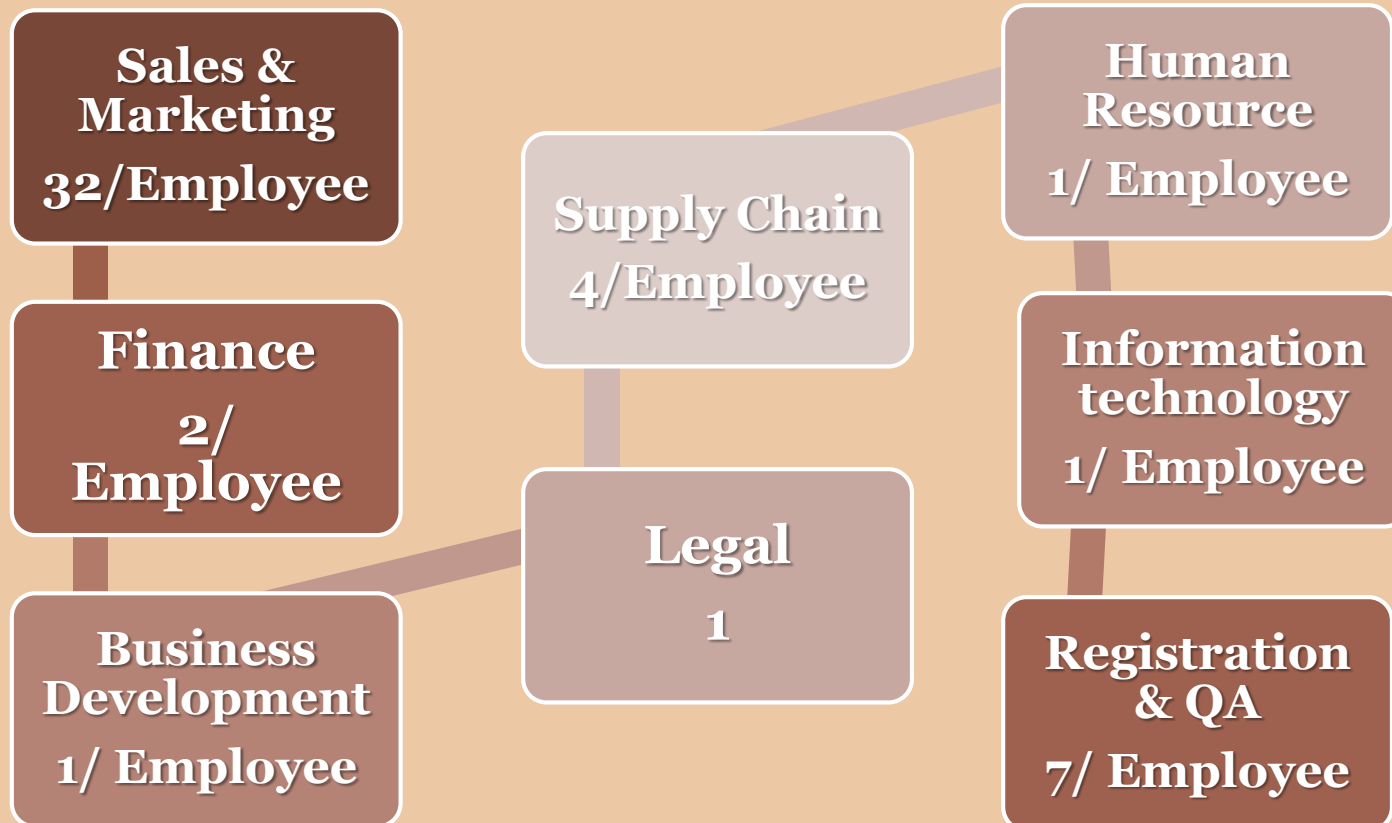 Sales &
Marketing
32/Employee
Finance
2/
Employee
Business
Development
1/ Employee
Legal
1
Supply Chain
4/Employee
Human
Resource
1/ Employee
Information
technology
1/ Employee
Registration
& QA
7/ Employee